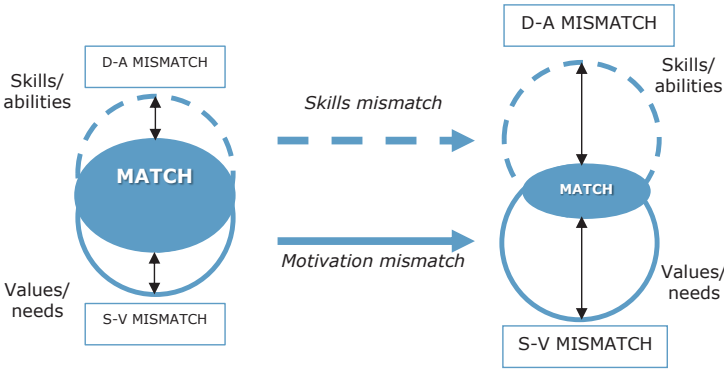 D-A MISMATCH
Skills/
abilities
MATCH
Values/
needs
S-V MISMATCH
Skills mismatch
Motivation mismatch
D-A MISMATCH
Skills/
abilities
MATCH
Values/
needs
S-V MISMATCH